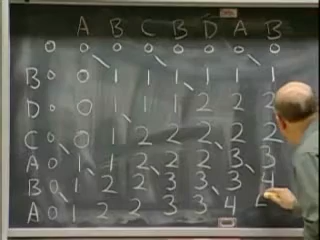 A B C B D A B
0 0 0 0 0 0 0 0
B 0 0 1 1 1 1 1 1
D 0 0 1 1 1 2 2 2
C 0 0 1 2 2 2 2 2
A 0 1 1 2 2 2 3 3
B 0 1 2 2 3 3 3 4
A 0 1 2 2 3 3 4